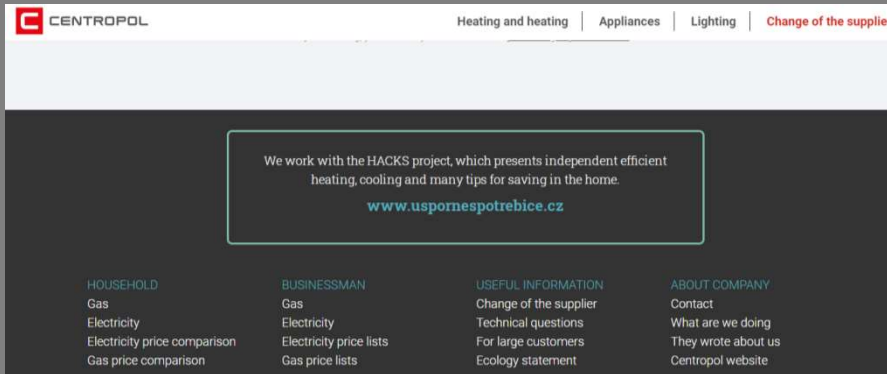 CENTROPOL
Heating and heating
Appliances
Lighting
Change of the supplie
We work with the HACKS project, which presents independent efficient
heating, cooling and many tips for saving in the home.
www.uspornespotrebice.cz
HOUSEHOLD
Gas
Electricity
Electricity price comparison
Gas price comparison
BUSINESSMAN
Gas
Electricity
Electricity price lists
Gas price lists
USEFUL INFORMATION
Change of the supplier
Technical questions
For large customers
Ecology statement
ABOUT COMPANY
Contact
What are we doing
They wrote about us
Centropol website